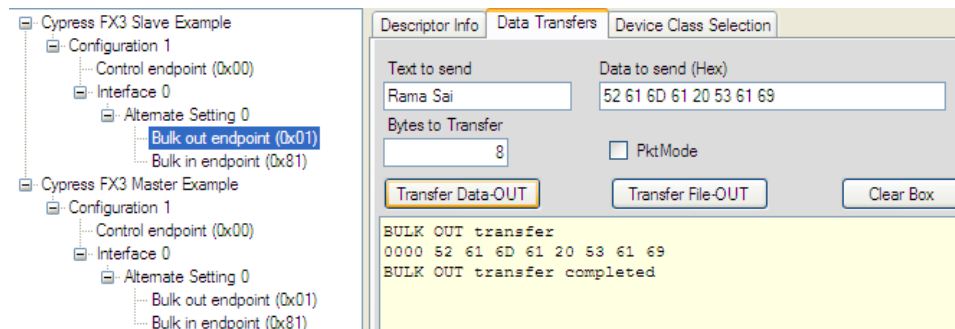 Cypress FX3 Slave Example
Configuration 1
Control endpoint (0x00)
Interface 0
Alternate Setting 0
Bulk out endpoint (0x01)
Bulk in endpoint (0x81)
Cypress FX3 Master Example
Configuration 1
Control endpoint (0x00)
Interface 0
Alternate Setting 0
Bulk out endpoint (0x01)
Bulk in endpoint (0x81)
Descriptor Info Data Transfers Device Class Selection
Text to send Data to send (Hex)
Rama Sai 52 61 6D 61 20 53 61 69
Bytes to Transfer
8 PktMode
Transfer Data-OUT Transfer File-OUT Clear Box
BULK OUT transfer
0000 52 61 6D 61 20 53 61 69
BULK OUT transfer completed